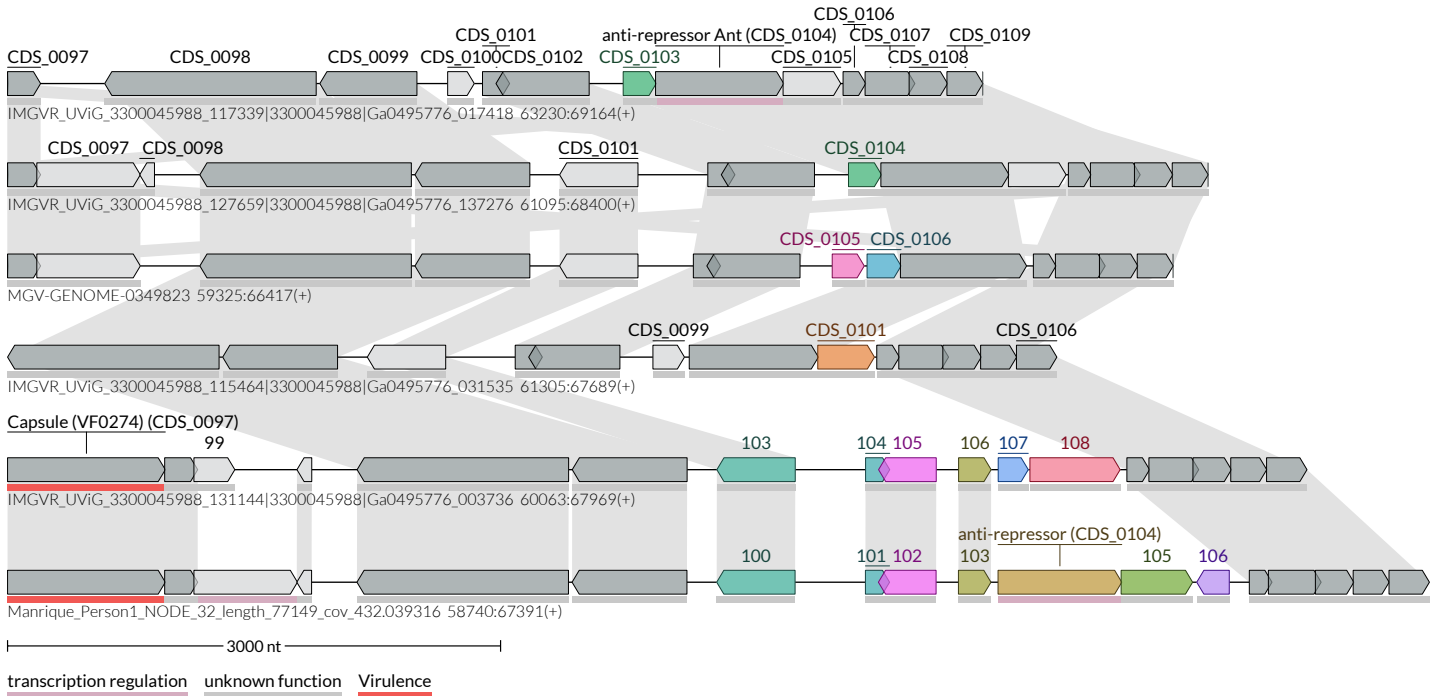 CDS_0106
CDS_0101 anti-repressor Ant (CDS_0104) CDS_0107 CDS_0109
CDS_0097 CDS_0098 CDS_0099 CDS_0100 CDS_0102 CDS_0103 CDS_0105 CDS_0108
IMGVR_UViG_3300045988_117339|3300045988|Ga0495776_017418 63230:69164(+)
CDS_0097 CDS_0098 CDS_0101 CDS_0104
IMGVR_UViG_3300045988_127659|3300045988|Ga0495776_137276 61095:68400(+)
CDS_0105 CDS_0106
MGV-GENOME-0349823 59325:66417(+)
CDS_0099 CDS_0101 CDS_0106
IMGVR_UViG_3300045988_115464|3300045988|Ga0495776_031535 61305:67689(+)
Capsule (VF0274) (CDS_0097)
99 103 104 105 106 107 108
IMGVR_UViG_3300045988_131144|3300045988|Ga0495776_003736 60063:67969(+)
anti-repressor (CDS_0104)
100 101 102 103 105 106
Manrique_Person1_NODE_32_length_77149_cov_432.039316 58740:67391(+)
3000 nt
transcription regulation unknown function Virulence